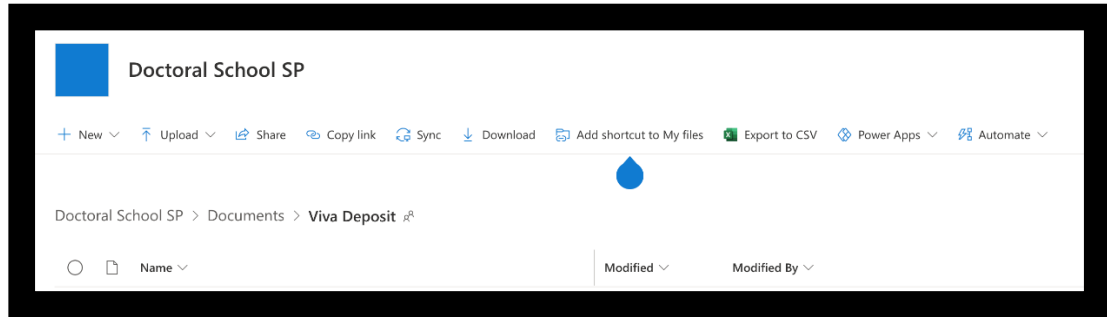 Doctoral School SP
New Upload Share Copy link Sync Download Add shortcut to My files Export to CSV Power Apps Automate
Doctoral School SP > Documents > Viva Deposit
Name Modified Modified By